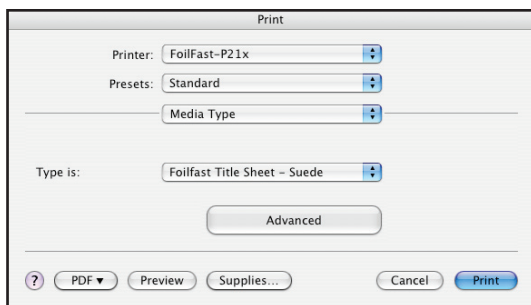 Print
Printer: FoilFast-P21x
Presets: Standard
Media Type
Type is: Foilfast Title Sheet - Suede
Advanced
? PDF ▼ Preview Supplies... Cancel Print